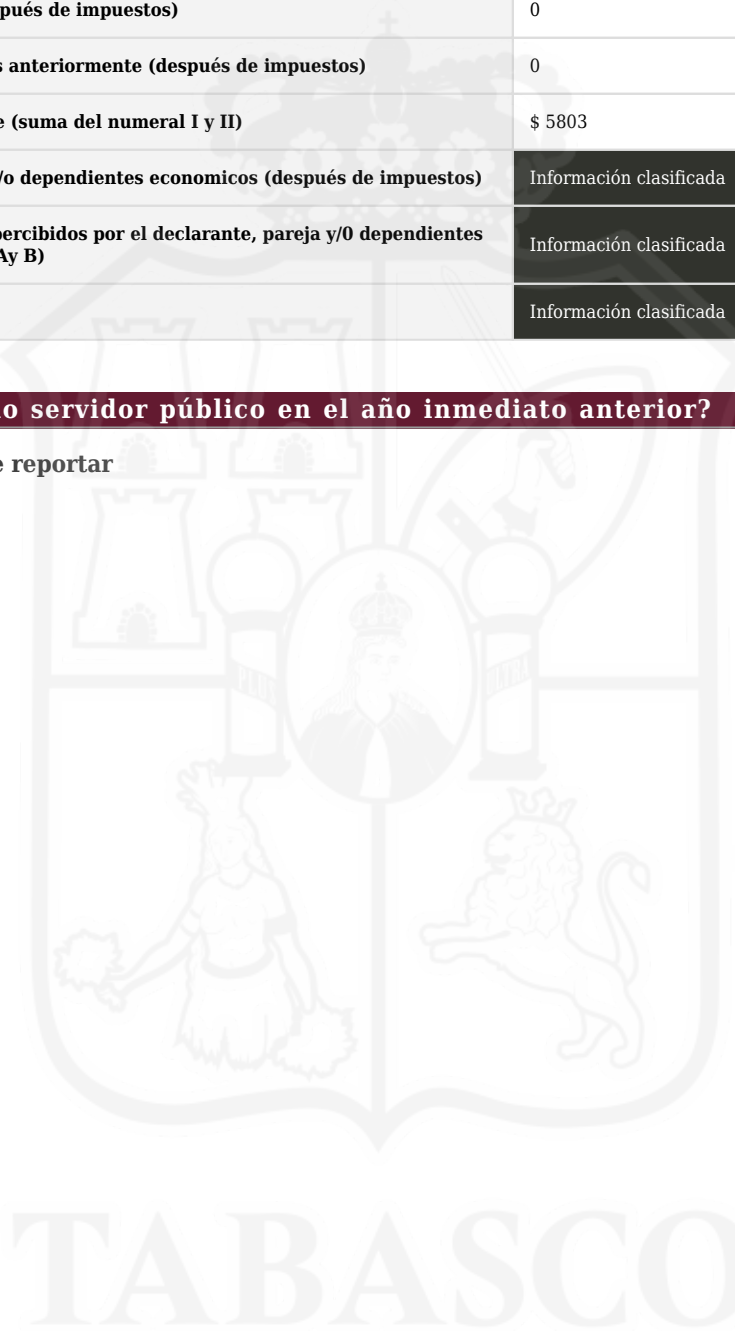 pués de impuestos)
0
s anteriormente (después de impuestos)
0
e (suma del numeral I y II)
$ 5803
/o dependientes economicos (después de impuestos)
Información clasificada
percibidos por el declarante, pareja y/0 dependientes
Ay B)
Información clasificada
Información clasificada
o servidor público en el año inmediato anterior?
e reportar
PLUS
ULTRA
TABASCO